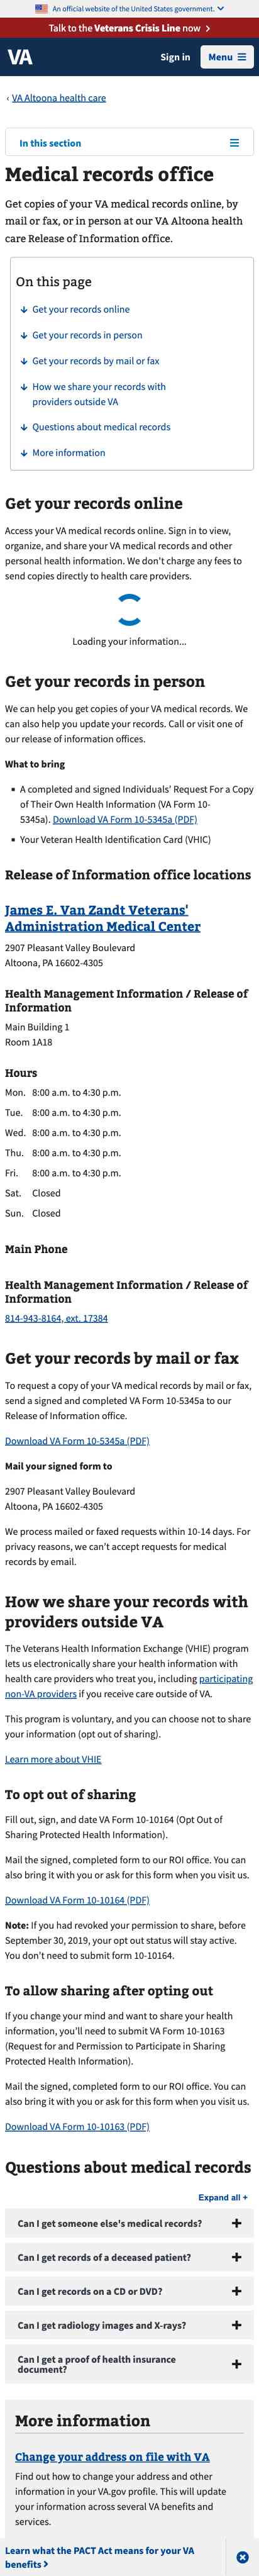 An official website of the United States government.
Talk to the Veterans Crisis Line now
VA
Sign in
Menu
‹ VA Altoona health care
In this section
Medical records office
Get copies of your VA medical records online, by
mail or fax, or in person at our VA Altoona health
care Release of Information office.
On this page
Get your records online
Get your records in person
Get your records by mail or fax
How we share your records with
providers outside VA
Questions about medical records
More information
Get your records online
Access your VA medical records online. Sign in to view,
organize, and share your VA medical records and other
personal health information. We don't charge any fees to
send copies directly to health care providers.
Loading your information...
Get your records in person
We can help you get copies of your VA medical records. We
can also help you update your records. Call or visit one of
our release of information offices.
What to bring
• A completed and signed Individuals' Request For a Copy
of Their Own Health Information (VA Form 10-
5345a). Download VA Form 10-5345a (PDF)
• Your Veteran Health Identification Card (VHIC)
Release of Information office locations
James E. Van Zandt Veterans'
Administration Medical Center
2907 Pleasant Valley Boulevard
Altoona, PA 16602-4305
Health Management Information / Release of
Information
Main Building 1
Room 1A18
Hours
Mon. 8:00 a.m. to 4:30 p.m.
Tue. 8:00 a.m. to 4:30 p.m.
Wed. 8:00 a.m. to 4:30 p.m.
Thu. 8:00 a.m. to 4:30 p.m.
Fri. 8:00 a.m. to 4:30 p.m.
Sat. Closed
Sun. Closed
Main Phone
Health Management Information / Release of
Information
814-943-8164, ext. 17384
Get your records by mail or fax
To request a copy of your VA medical records by mail or fax,
send a signed and completed VA Form 10-5345a to our
Release of Information office.
Download VA Form 10-5345a (PDF)
Mail your signed form to
2907 Pleasant Valley Boulevard
Altoona, PA 16602-4305
We process mailed or faxed requests within 10-14 days. For
privacy reasons, we can't accept requests for medical
records by email.
How we share your records with
providers outside VA
The Veterans Health Information Exchange (VHIE) program
lets us electronically share your health information with
health care providers who treat you, including participating
non-VA providers if you receive care outside of VA.
This program is voluntary, and you can choose not to share
your information (opt out of sharing).
Learn more about VHIE
To opt out of sharing
Fill out, sign, and date VA Form 10-10164 (Opt Out of
Sharing Protected Health Information).
Mail the signed, completed form to our ROI office. You can
also bring it with you or ask for this form when you visit us.
Download VA Form 10-10164 (PDF)
Note: If you had revoked your permission to share, before
September 30, 2019, your opt out status will stay active.
You don't need to submit form 10-10164.
To allow sharing after opting out
If you change your mind and want to share your health
information, you'll need to submit VA Form 10-10163
(Request for and Permission to Participate in Sharing
Protected Health Information).
Mail the signed, completed form to our ROI office. You can
also bring it with you or ask for this form when you visit us.
Download VA Form 10-10163 (PDF)
Questions about medical records
Expand all +
Can I get someone else's medical records?
Can I get records of a deceased patient?
Can I get records on a CD or DVD?
Can I get radiology images and X-rays?
Can I get a proof of health insurance
document?
More information
Change your address on file with VA
Find out how to change your address and other
information in your VA.gov profile. This will update
your information across several VA benefits and
services.
Learn what the PACT Act means for your VA
benefits